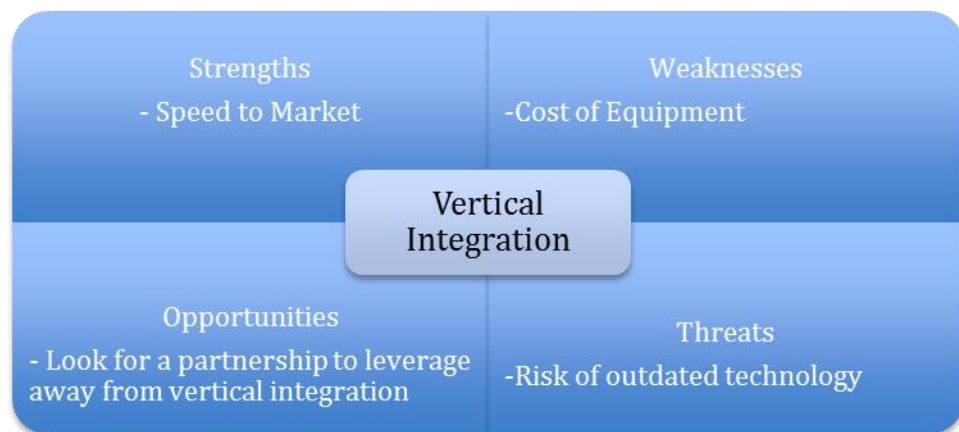 Strengths
- Speed to Market
Weaknesses
-Cost of Equipment
Vertical
Integration
Opportunities
- Look for a partnership to leverage
away from vertical integration
Threats
-Risk of outdated technology